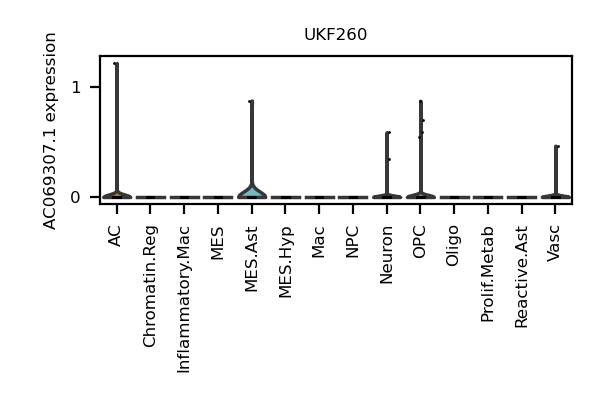 UKF260
AC069307.1 expression
1
0
AC
Chromatin.Reg
Inflammatory.Mac
MES
MES.Ast
MES.Hyp
Mac
NPC
Neuron
OPC
Oligo
Prolif.Metab
Reactive.Ast
Vasc